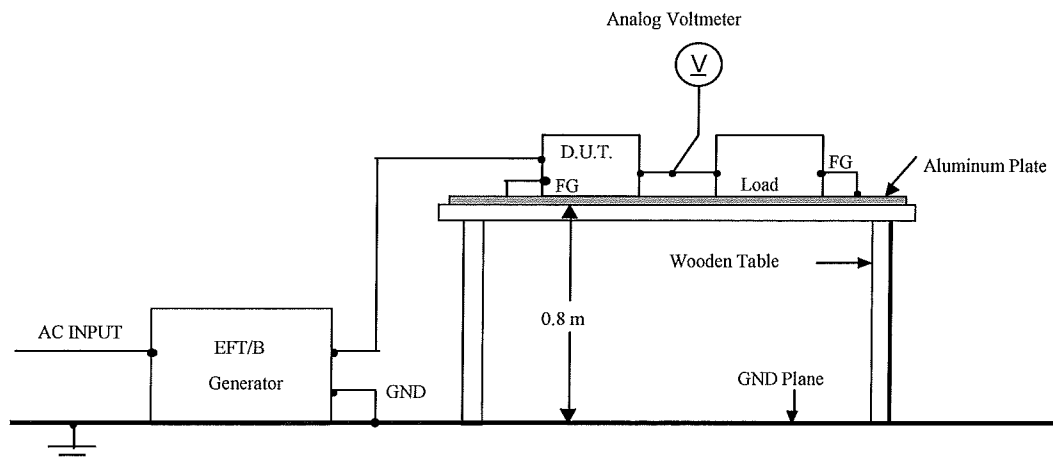 Analog Voltmeter
V
D.U.T.
FG
FG
Load
Aluminum Plate
Wooden Table
0.8 m
AC INPUT
EFT/B
Generator
GND
GND Plane